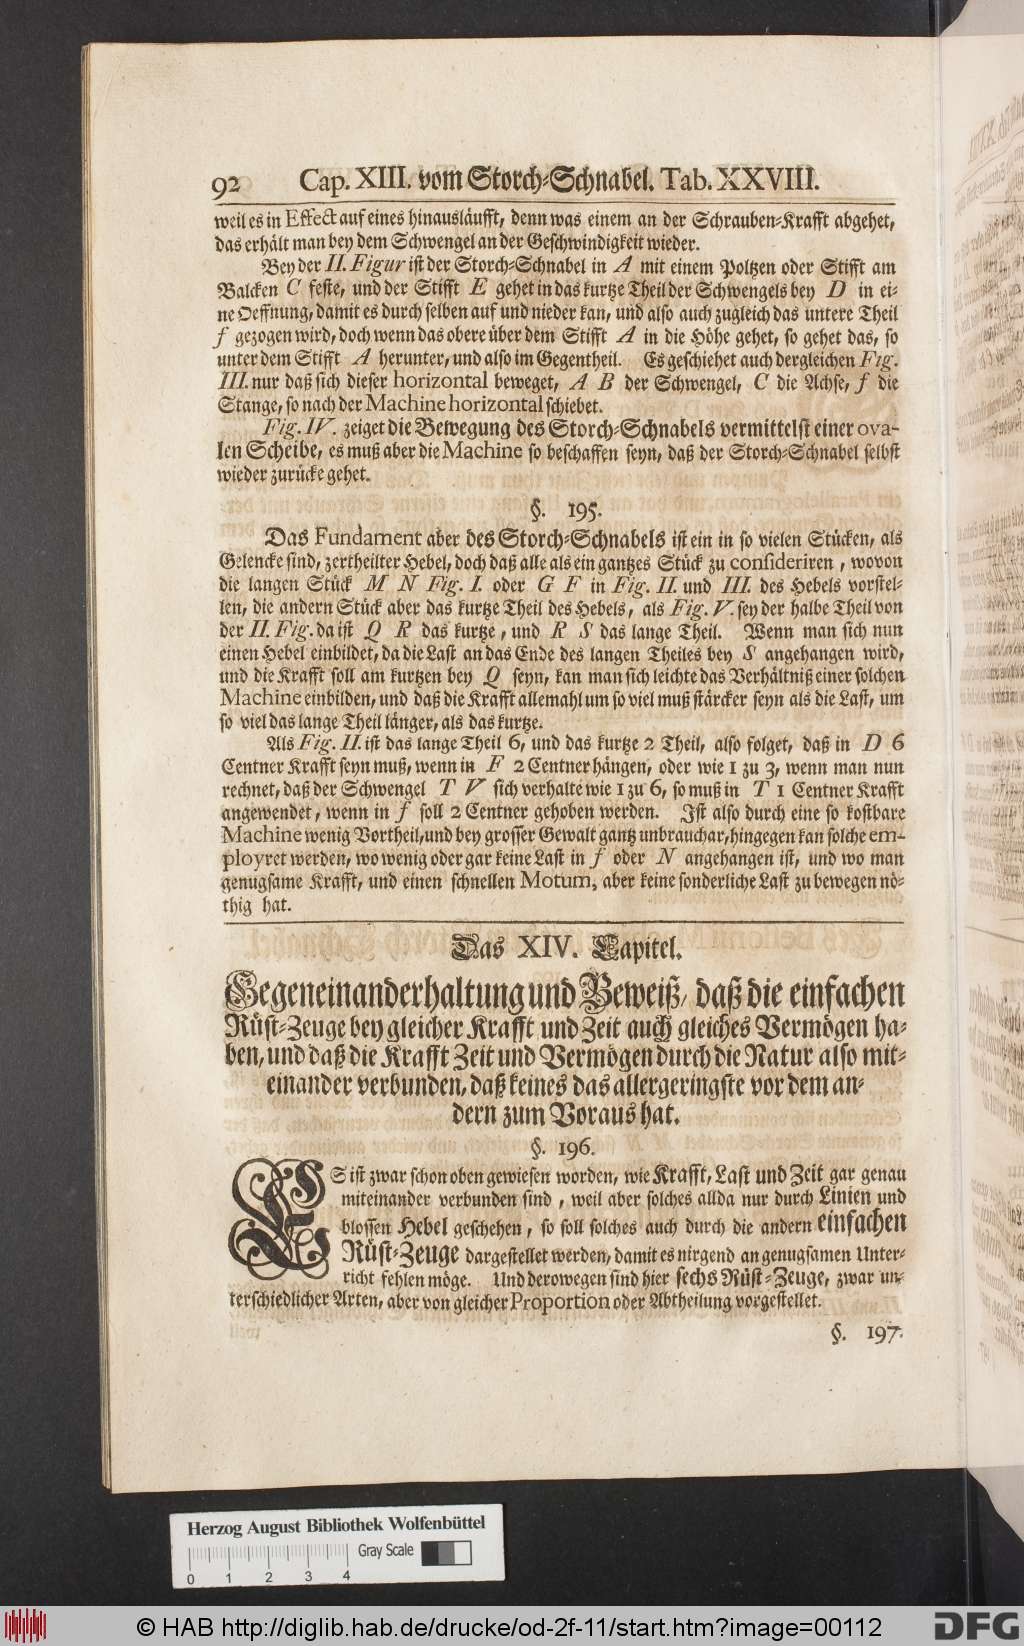 92 Cap. XIII. vom Storch-Schnabel. Tab. XXVIII.
weil es in Effect auf eines hinausläufft, denn was einem an der Schrauben-Krafft abgehet,
das erhält man bey dem Schwengel an der Geschwindigkeit wieder.
Bey der II. Figur ist der Storch-Schnabel in A mit einem Poltzen oder Stifft am
Balcken C feste, und der Stifft E gehet in das kurtze Theil der Schwengels bey D in ei-
ne Oeffnung, damit es durch selben auf und nieder kan, und also auch zugleich das untere Theil
f gezogen wird, doch wenn das obere über dem Stifft A in die Höhe gehet, so gehet das, so
unter dem Stifft A herunter, und also im Gegentheil. Es geschiehet auch dergleichen Fig.
III. nur daß sich dieser horizontal beweget, A B der Schwengel, C die Achse, f die
Stange, so nach der Machine horizontal schiebet.
Fig. IV. zeiget die Bewegung des Storch-Schnabels vermittelst einer ova-
len Scheibe, es muß aber die Machine so beschaffen seyn, daß der Storch-Schnabel selbst
wieder zurücke gehet.
§. 195.
Das Fundament aber des Storch-Schnabels ist ein in so vielen Stücken, als
Gelencke sind, zertheilter Hebel, doch daß alle als ein gantzes Stück zu consideriren, wovon
die langen Stück M N Fig. I. oder G F in Fig. II. und III. des Hebels vorstel-
len, die andern Stück aber das kurtze Theil des Hebels, als Fig. V. sey der halbe Theil von
der II. Fig. da ist Q R das kurtze, und R S das lange Theil. Wenn man sich nun
einen Hebel einbildet, da die Last an das Ende des langen Theiles bey S angehangen wird,
und die Krafft soll am kurtzen bey Q seyn, kan man sich leichte das Verhältniß einer solchen
Machine einbilden, und daß die Krafft allemahl um so viel muß stärcker seyn als die Last, um
so viel das lange Theil länger, als das kurtze.
Als Fig. II. ist das lange Theil 6, und das kurtze 2 Theil, also folget, daß in D 6
Centner Krafft seyn muß, wenn in F 2 Centner hängen, oder wie 1 zu 3, wenn man nun
rechnet, daß der Schwengel T V sich verhalte wie 1 zu 6, so muß in T 1 Centner Krafft
angewendet, wenn in f soll 2 Centner gehoben werden. Ist also durch eine so kostbare
Machine wenig Vortheil, und bey grosser Gewalt gantz unbrauchar, hingegen kan solche em-
ployret werden, wo wenig oder gar keine Last in f oder N angehangen ist, und wo man
genugsame Krafft, und einen schnellen Motum, aber keine sonderliche Last zu bewegen nö-
thig hat.
Das XIV. Capitel.
Gegeneinanderhaltung und Beweiß, daß die einfachen
Rüst-Zeuge bey gleicher Krafft und Zeit auch gleiches Vermögen ha-
ben, und daß die Krafft Zeit und Vermögen durch die Natur also mit-
einander verbunden, daß keines das allergeringste vor dem an-
dern zum Voraus hat.
§. 196.
ES ist zwar schon oben gewiesen worden, wie Krafft, Last und Zeit gar genau
miteinander verbunden sind, weil aber solches allda nur durch Linien und
blossen Hebel geschehen, so soll solches auch durch die andern einfachen
Rüst-Zeuge dargestellet werden, damit es nirgend an genugsamen Unter-
richt fehlen möge. Und derowegen sind hier sechs Rüst-Zeuge, zwar un-
terschiedlicher Arten, aber von gleicher Proportion oder Abtheilung vorgestellet.
§. 197.
Herzog August Bibliothek Wolfenbüttel
Gray Scale
0 1 2 3 4
© HAB http://diglib.hab.de/drucke/od-2f-11/start.htm?image=00112
DFG